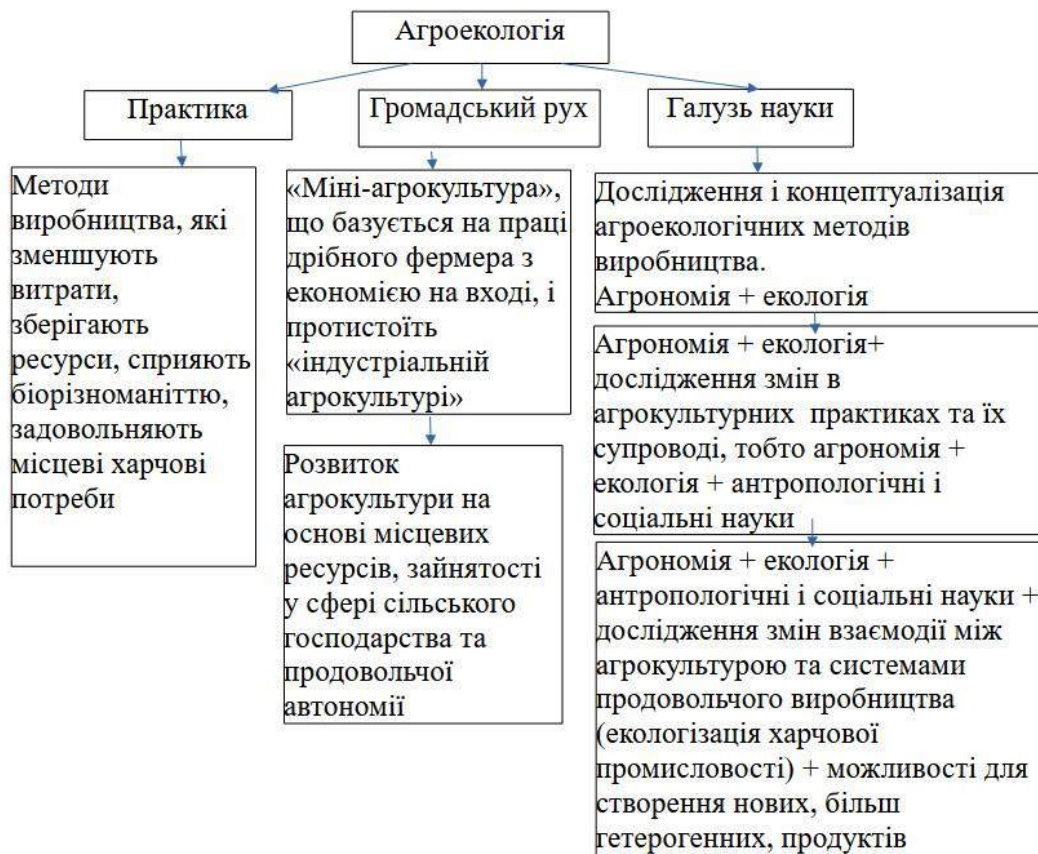 Агроекологія
Практика
Громадський рух
Галузь науки
Методи
виробництва, які
зменшують
витрати,
зберігають
ресурси, сприяють
біорізноманіттю,
задовольняють
місцеві харчові
потреби
«Міні-агрокультура»,
що базується на праці
дрібного фермера з
економією на вході, і
протистоїть
«індустріальній
агрокультурі»
Розвиток
агрокультури на
основі місцевих
ресурсів, зайнятості
у сфері сільського
господарства та
продовольчої
автономії
Дослідження і концептуалізація
агроекологічних методів
виробництва.
Агрономія + екологія
Агрономія + екологія+
дослідження змін в
агрокультурних практиках та їх
супроводі, тобто агрономія +
екологія + антропологічні і
соціальні науки
Агрономія + екологія +
антропологічні і соціальні науки +
дослідження змін взаємодії між
агрокультурою та системами
продовольчого виробництва
(екологізація харчової
промисловості) + можливості для
створення нових, більш
гетерогенних, продуктів